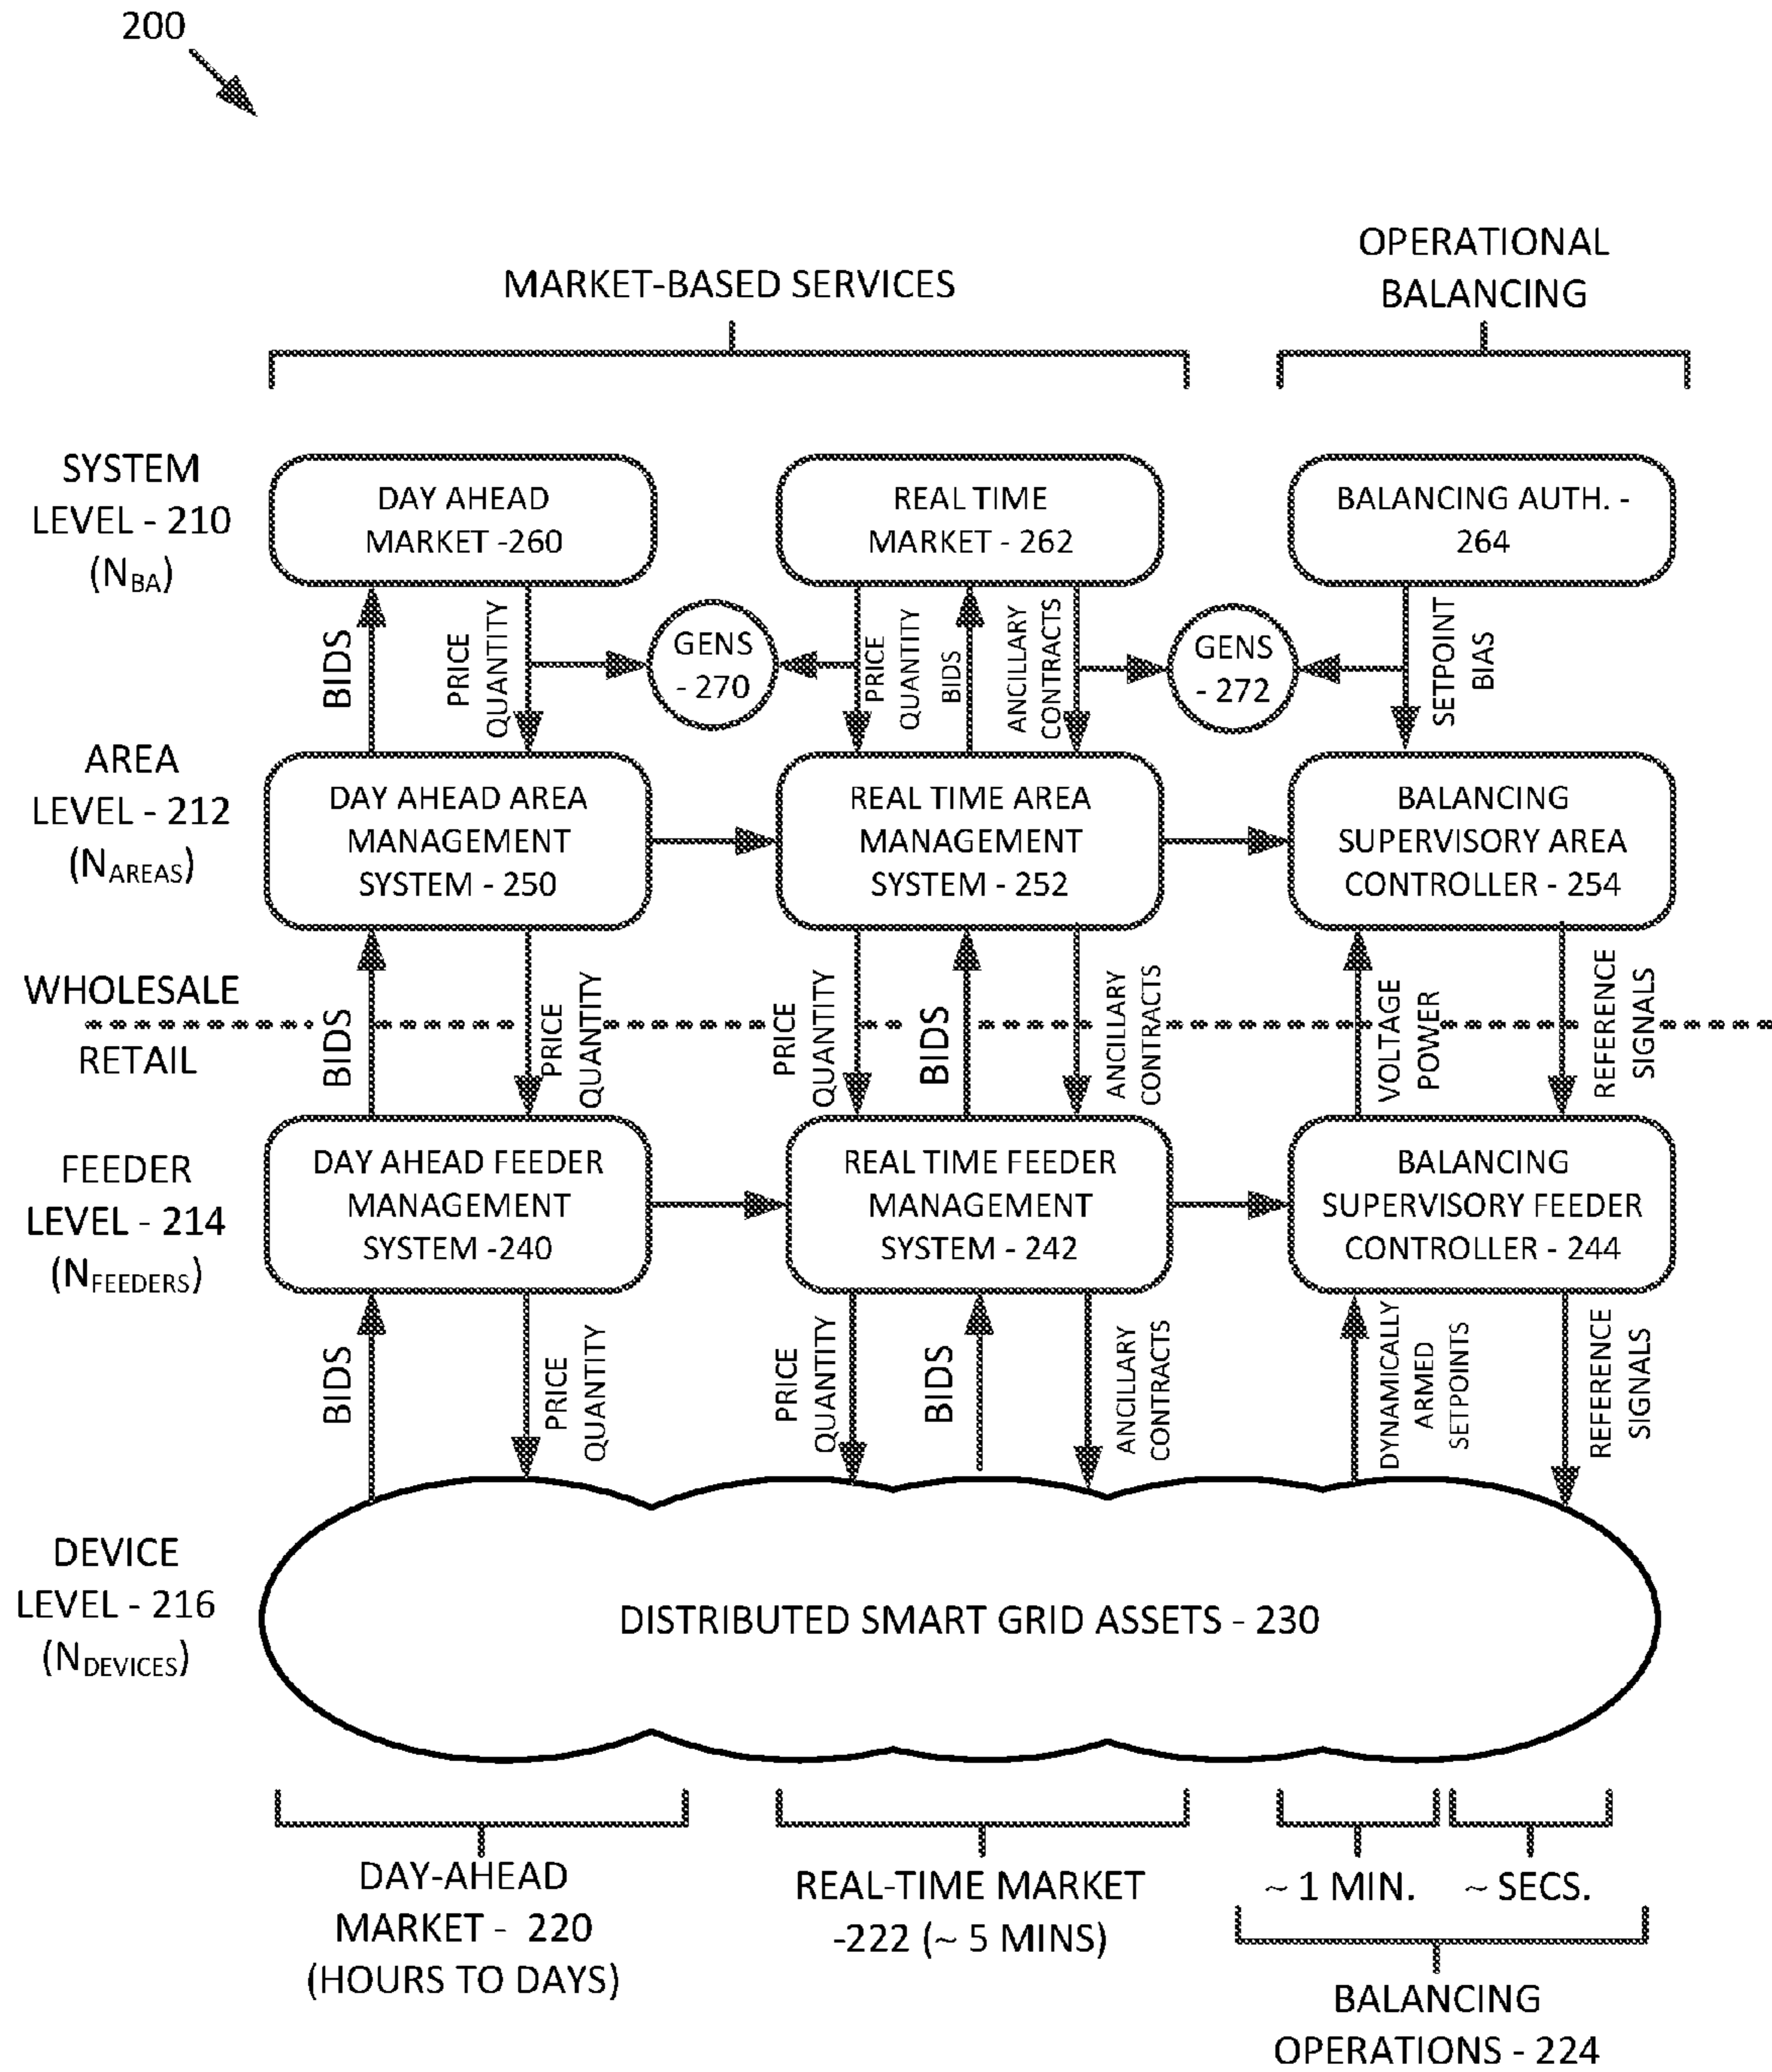 200
MARKET-BASED SERVICES
OPERATIONAL
BALANCING
SYSTEM
LEVEL - 210
(NBA)
DAY AHEAD
MARKET -260
REAL TIME
MARKET - 262
BALANCING AUTH. -
264
BIDS
PRICE
QUANTITY
GENS
- 270
PRICE
QUANTITY
BIDS
ANCILLARY
CONTRACTS
GENS
- 272
SETPOINT
BIAS
AREA
LEVEL - 212
(NAREAS)
DAY AHEAD AREA
MANAGEMENT
SYSTEM - 250
REAL TIME AREA
MANAGEMENT
SYSTEM - 252
BALANCING
SUPERVISORY AREA
CONTROLLER - 254
WHOLESALE
RETAIL
BIDS
PRICE
QUANTITY
PRICE
QUANTITY
BIDS
ANCILLARY
CONTRACTS
VOLTAGE
POWER
REFERENCE
SIGNALS
FEEDER
LEVEL - 214
(NFEEDERS)
DAY AHEAD FEEDER
MANAGEMENT
SYSTEM -240
REAL TIME FEEDER
MANAGEMENT
SYSTEM - 242
BALANCING
SUPERVISORY FEEDER
CONTROLLER - 244
BIDS
PRICE
QUANTITY
PRICE
QUANTITY
BIDS
ANCILLARY
CONTRACTS
DYNAMICALLY
ARMED
SETPOINTS
REFERENCE
SIGNALS
DEVICE
LEVEL - 216
(NDEVICES)
DISTRIBUTED SMART GRID ASSETS - 230
DAY-AHEAD
MARKET - 220
(HOURS TO DAYS)
REAL-TIME MARKET
-222 (~ 5 MINS)
~ 1 MIN.
~ SECS.
BALANCING
OPERATIONS - 224